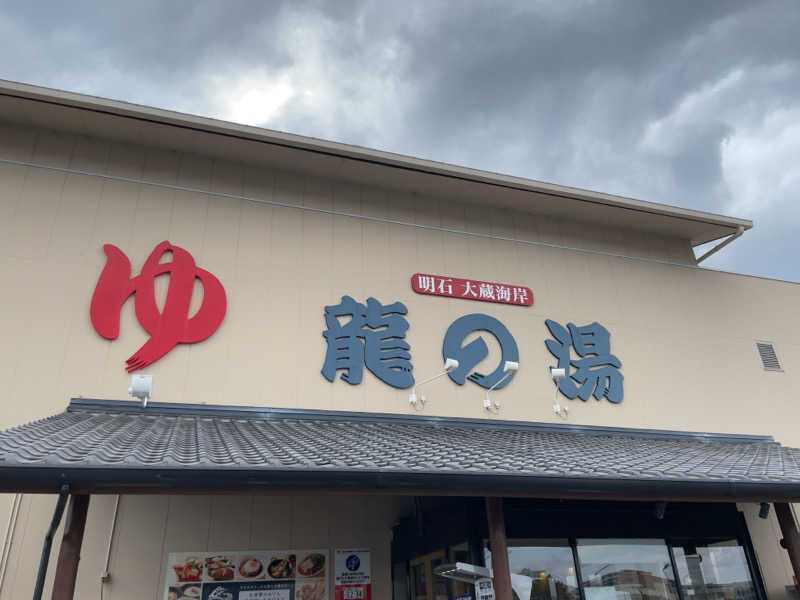 ゆ
明石 大蔵海岸
龍の湯